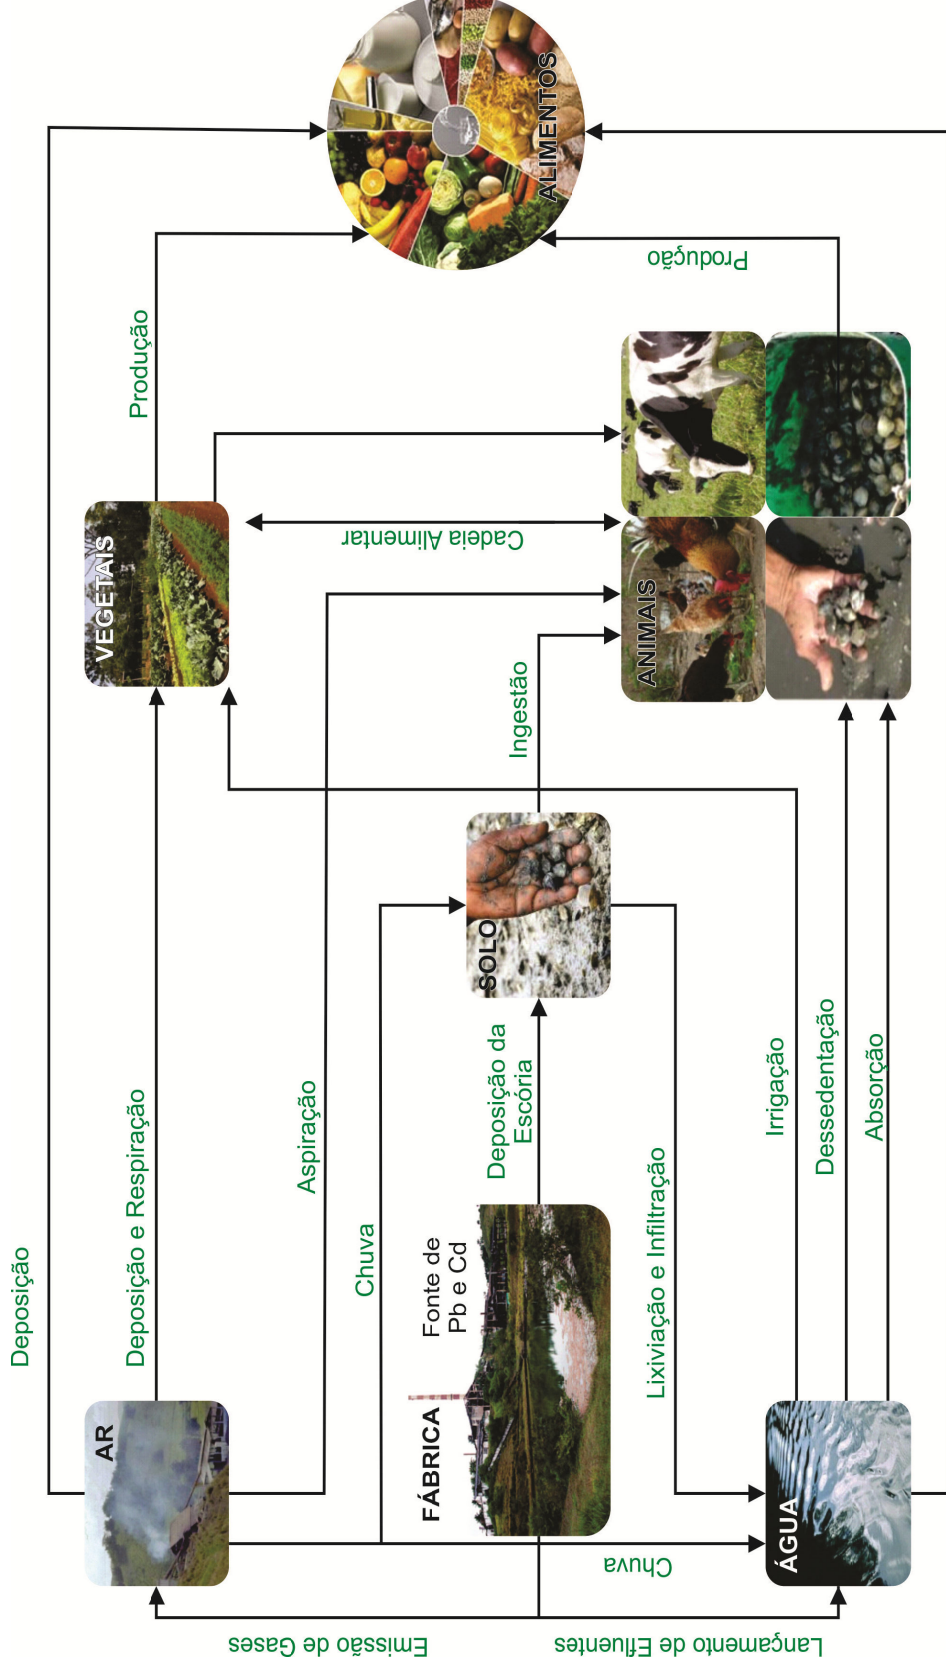 Deposição
Deposição e Respiração
Produção
AR
VEGETAIS
Aspiração
Chuva
Cadeia Alimentar
ALIMENTOS
Emissão de Gases
FÁBRICA
Fonte de
Pb e Cd
Deposição da
Escória
SOLO
Ingestão
ANIMAIS
Produção
Lixiviação e Infiltração
Chuva
Lançamento de Efluentes
ÁGUA
Irrigação
Dessedentação
Absorção